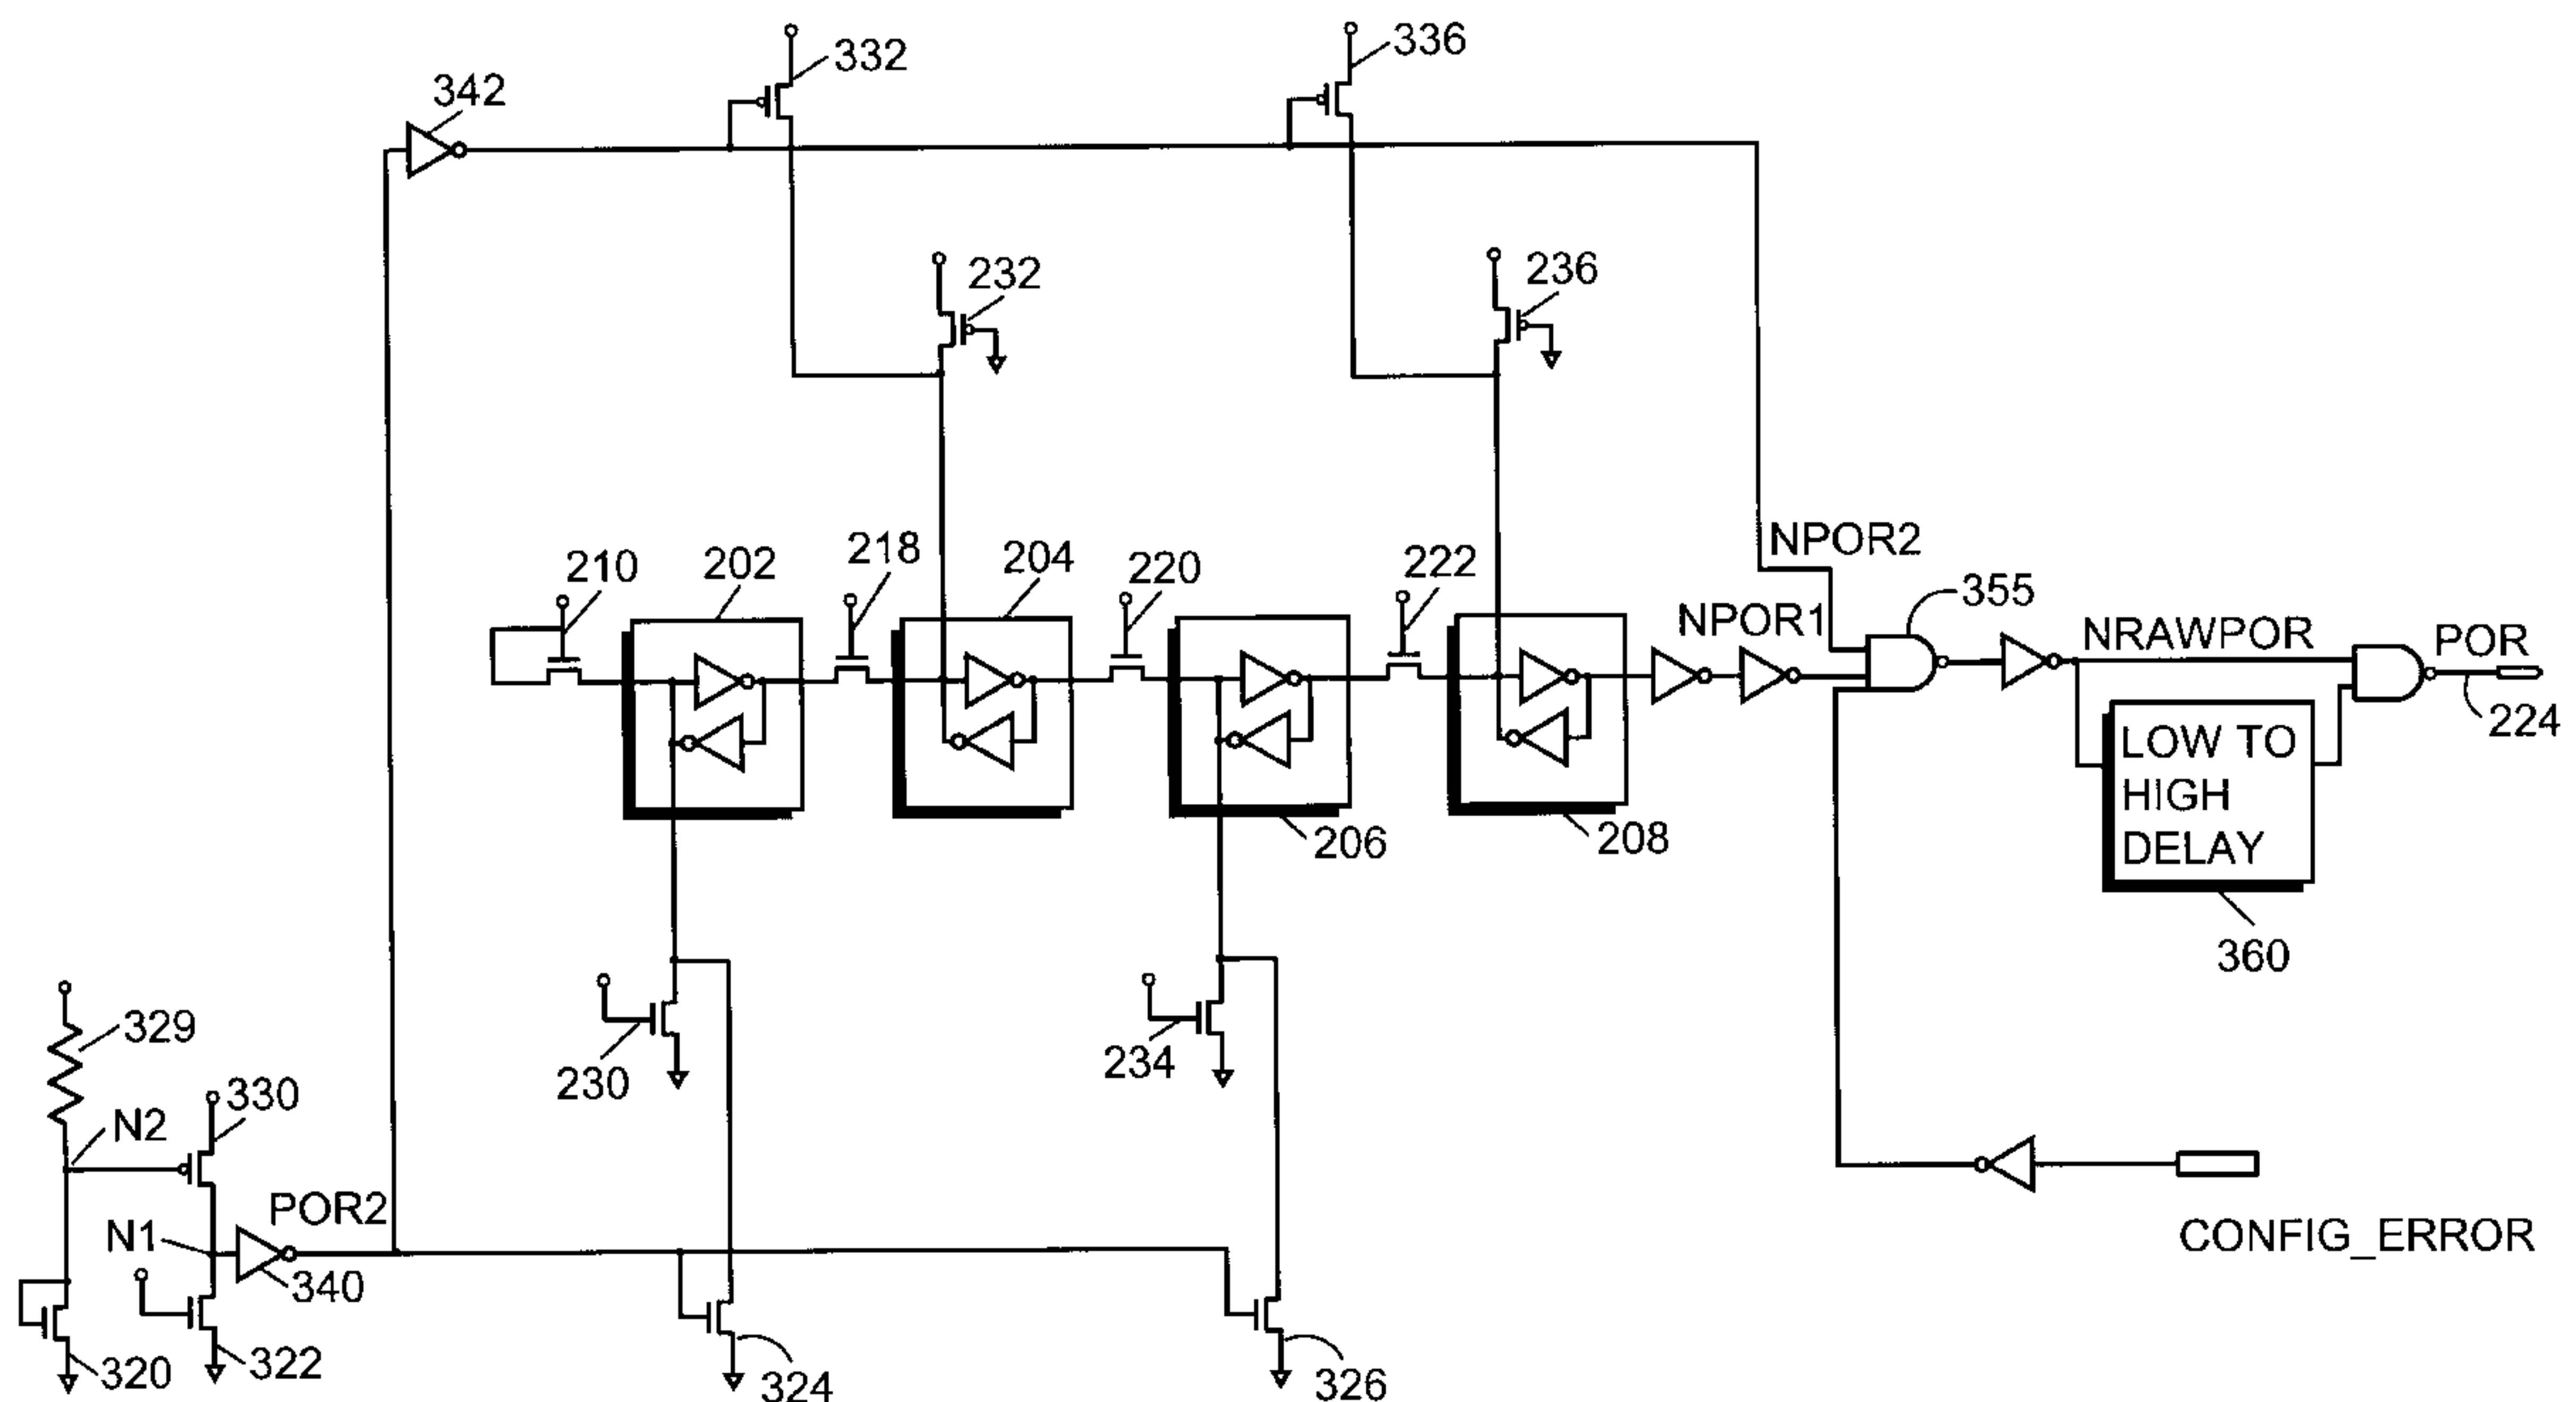 332
336
342
232
236
NPOR2
210
202
218
204
220
222
355
NPOR1
NRAWPOR
POR
224
LOW TO
HIGH
DELAY
206
208
360
329
230
234
N2
330
POR2
N1
340
CONFIG_ERROR
320
322
324
326